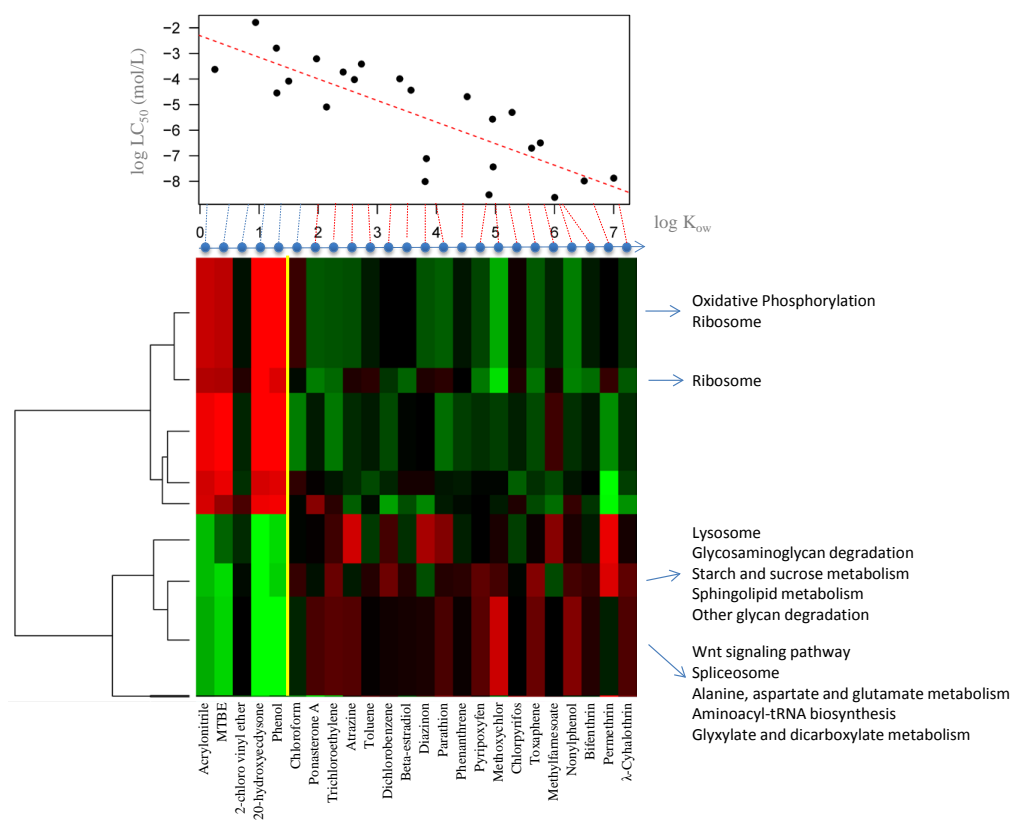 −2
−3
−4
−5
−6
−7
−8
log LC50 (mol/L)
0 1 2 3 4 5 6 7
log Kow
Oxidative Phosphorylation
Ribosome
Ribosome
Lysosome
Glycosaminoglycan degradation
Starch and sucrose metabolism
Sphingolipid metabolism
Other glycan degradation
Wnt signaling pathway
Spliceosome
Alanine, aspartate and glutamate metabolism
Aminoacyl-tRNA biosynthesis
Glyxylate and dicarboxylate metabolism
Acrylonitrile
MTBE
2-chloro vinyl ether
20-hydroxyecdysone
Phenol
Chloroform
Ponasterone A
Trichloroethylene
Atrazine
Toluene
Dichlorobenzene
Beta-estradiol
Diazinon
Parathion
Phenanthrene
Pyripoxyfen
Methoxychlor
Chlorpyrifos
Toxaphene
Methylfarnesoate
Nonylphenol
Bifenthrin
Permethrin
λ-Cyhalothrin